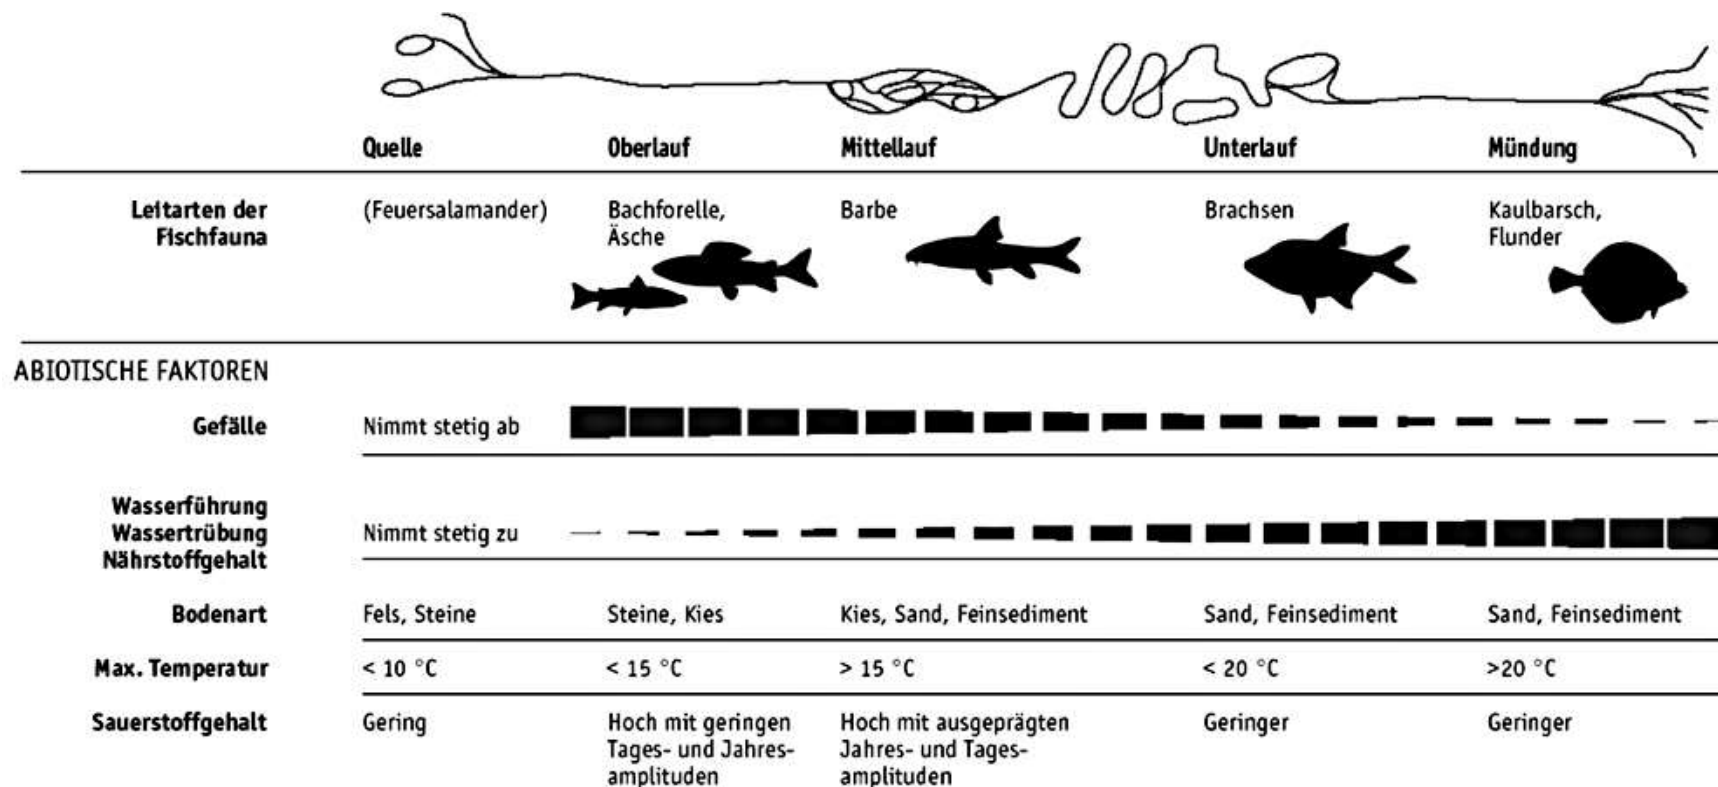 Quelle Oberlauf Mittellauf Unterlauf Mündung
Leitarten der Fischfauna
(Feuersalamander)
Bachforelle,
Äsche
Barbe
Brachsen
Kaulbarsch,
Flunder
ABIOTISCHE FAKTOREN
Gefälle Nimmt stetig ab
Wasserführung
Wassertrübung
Nährstoffgehalt
Nimmt stetig zu
Bodenart Fels, Steine Steine, Kies Kies, Sand, Feinsediment Sand, Feinsediment Sand, Feinsediment
Max. Temperatur < 10 °C < 15 °C > 15 °C < 20 °C >20 °C
Sauerstoffgehalt Gering
Hoch mit geringen
Tages- und Jahres-
amplituden
Hoch mit ausgeprägten
Jahres- und Tages-
amplituden
Geringer
Geringer